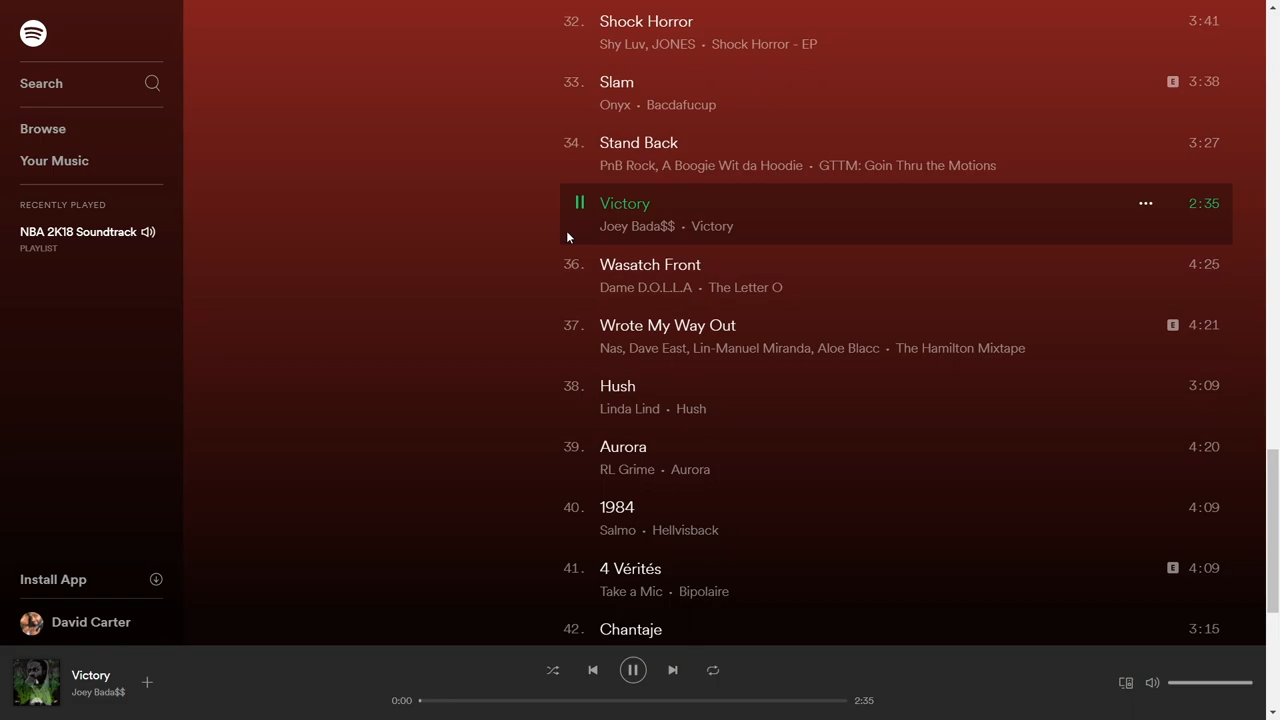 Search
Browse
Your Music
RECENTLY PLAYED
NBA 2K18 Soundtrack
PLAYLIST
Install App
David Carter
32. Shock Horror 3:41
Shy Luv, JONES • Shock Horror - EP
33. Slam E 3:38
Onyx • Bacdafucup
34. Stand Back 3:27
PnB Rock, A Boogie Wit da Hoodie • GTTM: Goin Thru the Motions
Victory ••• 2:35
Joey Bada$$ • Victory
36. Wasatch Front 4:25
Dame D.O.L.L.A • The Letter O
37. Wrote My Way Out E 4:21
Nas, Dave East, Lin-Manuel Miranda, Aloe Blacc • The Hamilton Mixtape
38. Hush 3:09
Linda Lind • Hush
39. Aurora 4:20
RL Grime • Aurora
40. 1984 4:09
Salmo • Hellvisback
41. 4 Vérités E 4:09
Take a Mic • Bipolaire
42. Chantaje 3:15
Victory
Joey Bada$$
0:00 2:35